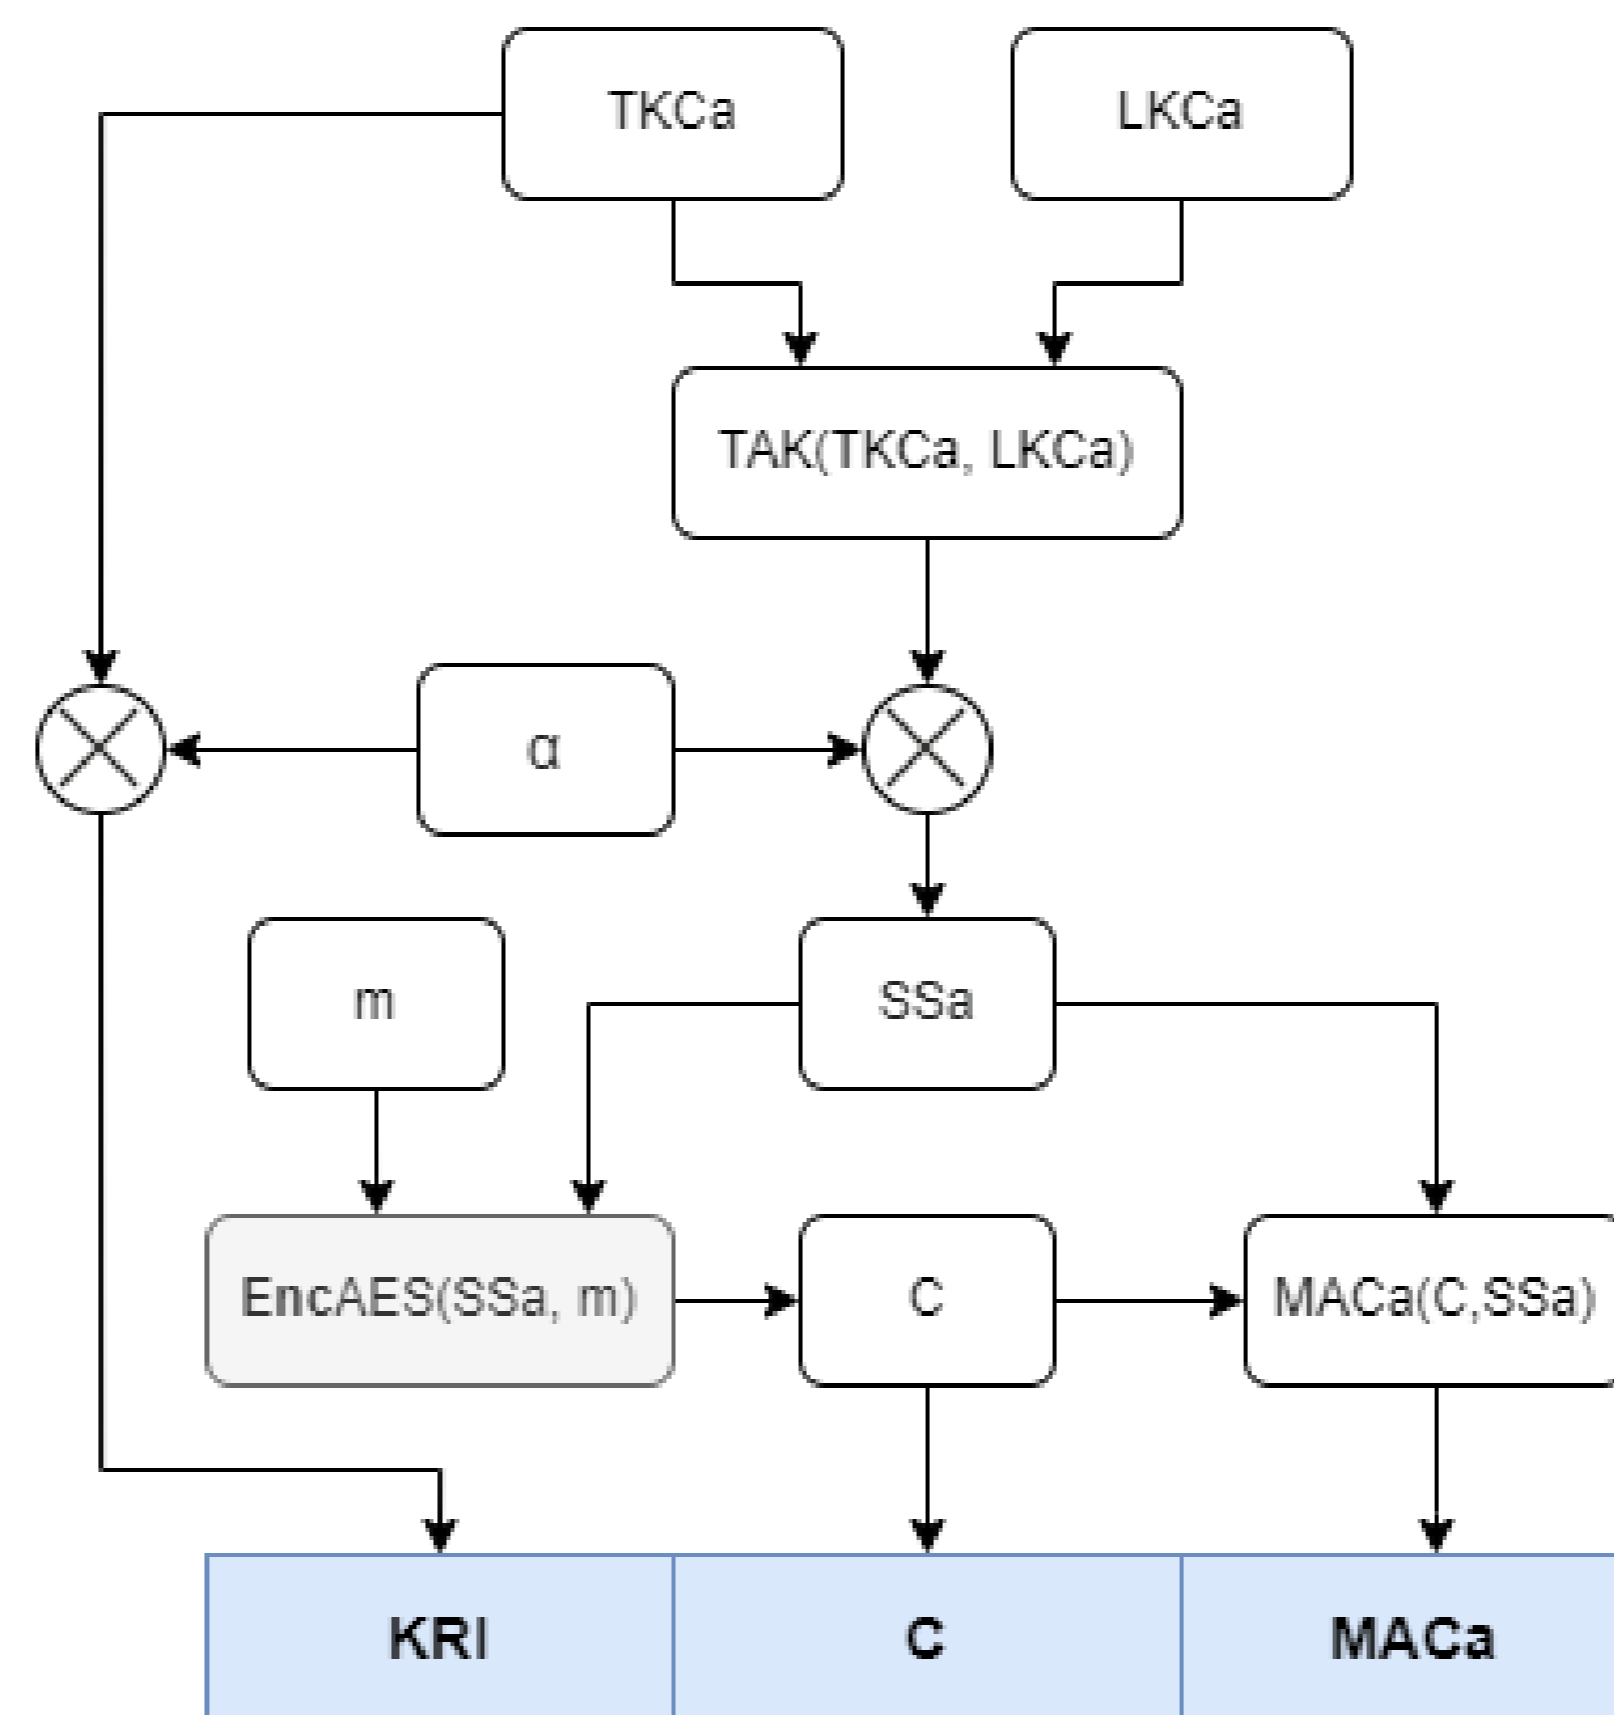 TKCa
LKCa
TAK(TKCa, LKCa)
α
m
SSa
EncAES(SSa, m)
C
MACa(C,SSa)
KRI
C
MACa